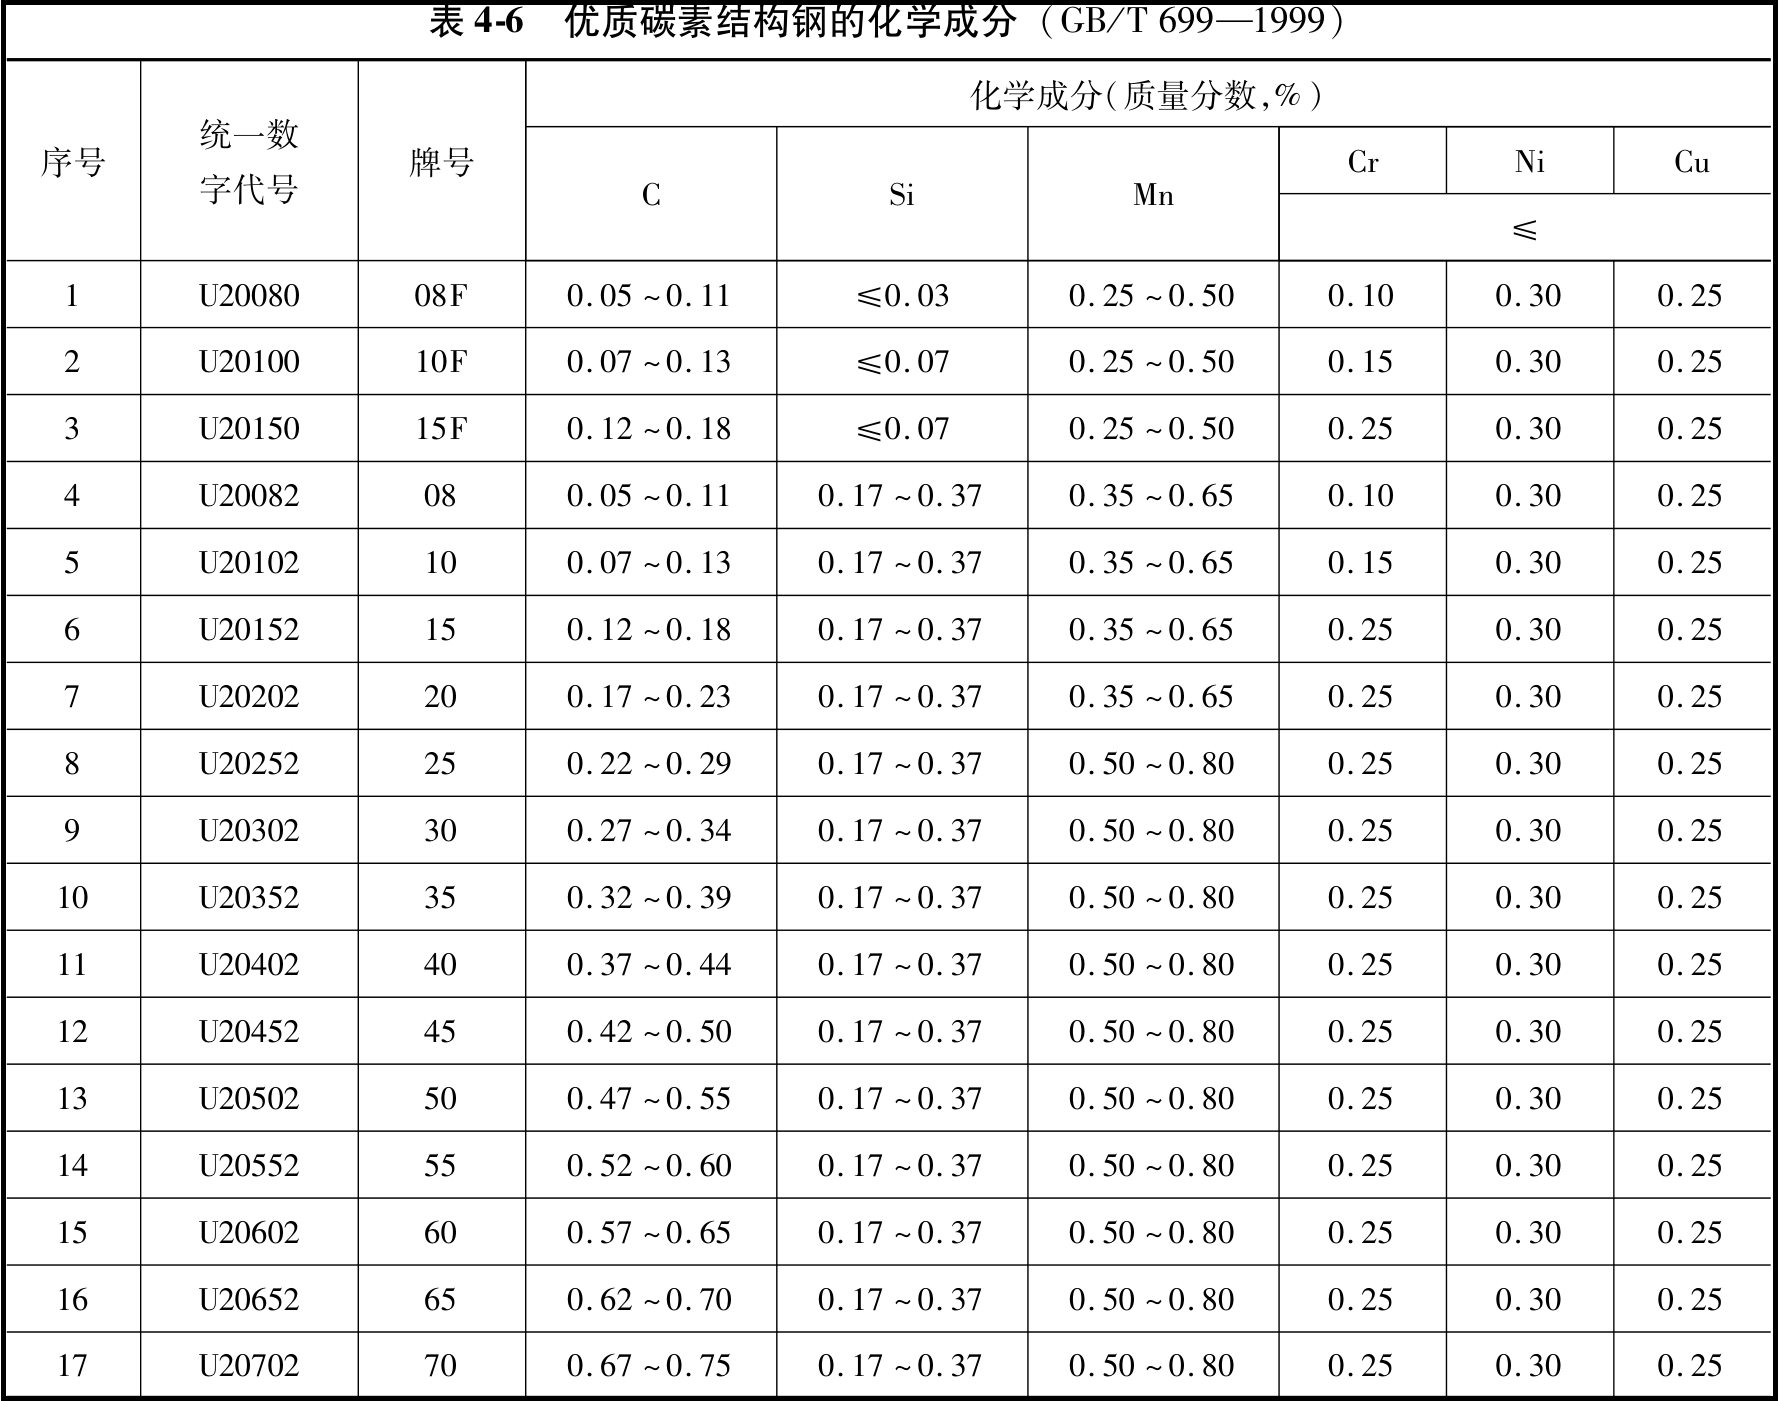 表 4-6 优质碳素结构钢的化学成分（GB/T 699—1999）
序号 统一数字代号 牌号 化学成分(质量分数,%)
C Si Mn Cr Ni Cu
≤
1 U20080 08F 0.05~0.11 ≤0.03 0.25~0.50 0.10 0.30 0.25
2 U20100 10F 0.07~0.13 ≤0.07 0.25~0.50 0.15 0.30 0.25
3 U20150 15F 0.12~0.18 ≤0.07 0.25~0.50 0.25 0.30 0.25
4 U20082 08 0.05~0.11 0.17~0.37 0.35~0.65 0.10 0.30 0.25
5 U20102 10 0.07~0.13 0.17~0.37 0.35~0.65 0.15 0.30 0.25
6 U20152 15 0.12~0.18 0.17~0.37 0.35~0.65 0.25 0.30 0.25
7 U20202 20 0.17~0.23 0.17~0.37 0.35~0.65 0.25 0.30 0.25
8 U20252 25 0.22~0.29 0.17~0.37 0.50~0.80 0.25 0.30 0.25
9 U20302 30 0.27~0.34 0.17~0.37 0.50~0.80 0.25 0.30 0.25
10 U20352 35 0.32~0.39 0.17~0.37 0.50~0.80 0.25 0.30 0.25
11 U20402 40 0.37~0.44 0.17~0.37 0.50~0.80 0.25 0.30 0.25
12 U20452 45 0.42~0.50 0.17~0.37 0.50~0.80 0.25 0.30 0.25
13 U20502 50 0.47~0.55 0.17~0.37 0.50~0.80 0.25 0.30 0.25
14 U20552 55 0.52~0.60 0.17~0.37 0.50~0.80 0.25 0.30 0.25
15 U20602 60 0.57~0.65 0.17~0.37 0.50~0.80 0.25 0.30 0.25
16 U20652 65 0.62~0.70 0.17~0.37 0.50~0.80 0.25 0.30 0.25
17 U20702 70 0.67~0.75 0.17~0.37 0.50~0.80 0.25 0.30 0.25